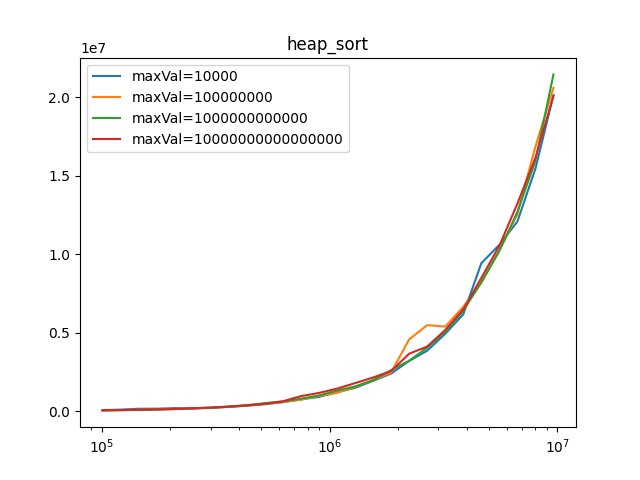 heap_sort
1e7
maxVal=10000
maxVal=100000000
maxVal=1000000000000
maxVal=10000000000000000
2.0
1.5
1.0
0.5
0.0
10^5 10^6 10^7